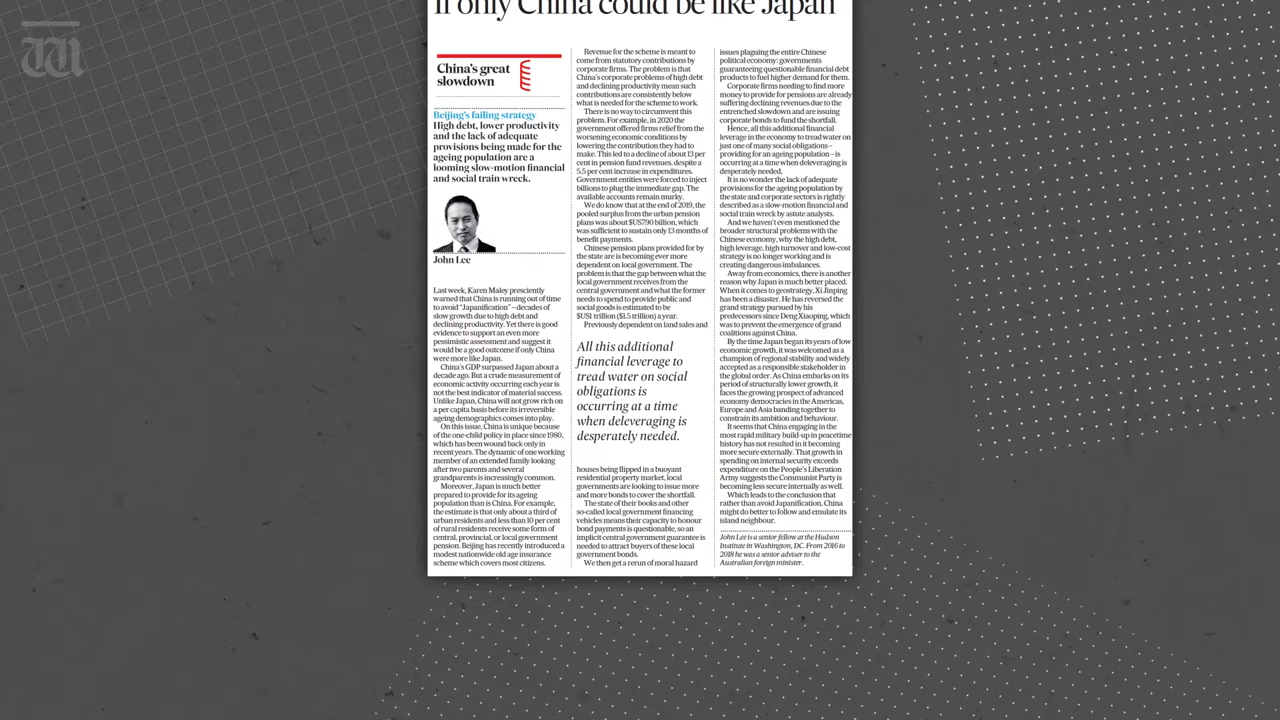 If only China could be like Japan
China's great
slowdown
Beijing's failing strategy
High debt, lower productivity
and the lack of adequate
provisions being made for the
ageing population are a
looming slow-motion financial
and social train wreck.
John Lee
Last week, Karen Maley presciently
warned that China is running out of time
to avoid “Japanification” – decades of
slow growth due to high debt and
declining productivity. Yet there is good
evidence to support an even more
pessimistic assessment and suggest it
would be a good outcome if only China
were more like Japan.
China's GDP surpassed Japan about a
decade ago. But a crude measurement of
economic activity occurring each year is
not the best indicator of material success.
Unlike Japan, China will not grow rich on
a per capita basis before its irreversible
ageing demographics comes into play.
On this issue, China is unique because
of the one-child policy in place since 1980,
which has been wound back only in
recent years. The dynamic of one working
member of an extended family looking
after two parents and several
grandparents is increasingly common.
Moreover, Japan is much better
prepared to provide for its ageing
population than is China. For example,
the estimate is that only about a third of
urban residents and less than 10 per cent
of rural residents receive some form of
central, provincial, or local government
pension. Beijing has recently introduced a
modest nationwide old age insurance
scheme which covers most citizens.
Revenue for the scheme is meant to
come from statutory contributions by
corporate firms. The problem is that
China's corporate problems of high debt
and declining productivity mean such
contributions are consistently below
what is needed for the scheme to work.
There is no way to circumvent this
problem. For example, in 2020 the
government offered firms relief from the
worsening economic conditions by
lowering the contribution they had to
make. This led to a decline of about 13 per
cent in pension fund revenues, despite a
5.5 per cent increase in expenditures.
Government entities were forced to inject
billions to plug the immediate gap. The
available accounts remain murky.
We do know that at the end of 2019, the
pooled surplus from the urban pension
plans was about $US790 billion, which
was sufficient to sustain only 13 months of
benefit payments.
Chinese pension plans provided for by
the state are is becoming ever more
dependent on local government. The
problem is that the gap between what the
local government receives from the
central government and what the former
needs to spend to provide public and
social goods is estimated to be
$US1 trillion ($1.5 trillion) a year.
Previously dependent on land sales and
All this additional
financial leverage to
tread water on social
obligations is
occurring at a time
when deleveraging is
desperately needed.
houses being flipped in a buoyant
residential property market, local
governments are looking to issue more
and more bonds to cover the shortfall.
The state of their books and other
so-called local government financing
vehicles means their capacity to honour
bond payments is questionable, so an
implicit central government guarantee is
needed to attract buyers of these local
government bonds.
We then get a rerun of moral hazard
issues plaguing the entire Chinese
political economy: governments
guaranteeing questionable financial debt
products to fuel higher demand for them.
Corporate firms needing to find more
money to provide for pensions are already
suffering declining revenues due to the
entrenched slowdown and are issuing
corporate bonds to fund the shortfall.
Hence, all this additional financial
leverage in the economy to tread water on
just one of many social obligations –
providing for an ageing population – is
occurring at a time when deleveraging is
desperately needed.
It is no wonder the lack of adequate
provisions for the ageing population by
the state and corporate sectors is rightly
described as a slow-motion financial and
social train wreck by astute analysts.
And we haven't even mentioned the
broader structural problems with the
Chinese economy, why the high debt,
high leverage, high turnover and low-cost
strategy is no longer working and is
creating dangerous imbalances.
Away from economics, there is another
reason why Japan is much better placed.
When it comes to geostrategy, Xi Jinping
has been a disaster. He has reversed the
grand strategy pursued by his
predecessors since Deng Xiaoping, which
was to prevent the emergence of grand
coalitions against China.
By the time Japan began its years of low
economic growth, it was welcomed as a
champion of regional stability and widely
accepted as a responsible stakeholder in
the global order. As China embarks on its
period of structurally lower growth, it
faces the growing prospect of advanced
economy democracies in the Americas,
Europe and Asia banding together to
constrain its ambition and behaviour.
It seems that China engaging in the
most rapid military build-up in peacetime
history has not resulted in it becoming
more secure externally. That growth in
spending on internal security exceeds
expenditure on the People's Liberation
Army suggests the Communist Party is
becoming less secure internally as well.
Which leads to the conclusion that
rather than avoid Japanification, China
might do better to follow and emulate its
island neighbour.
John Lee is a senior fellow at the Hudson
Institute in Washington, DC. From 2016 to
2018 he was a senior adviser to the
Australian foreign minister.